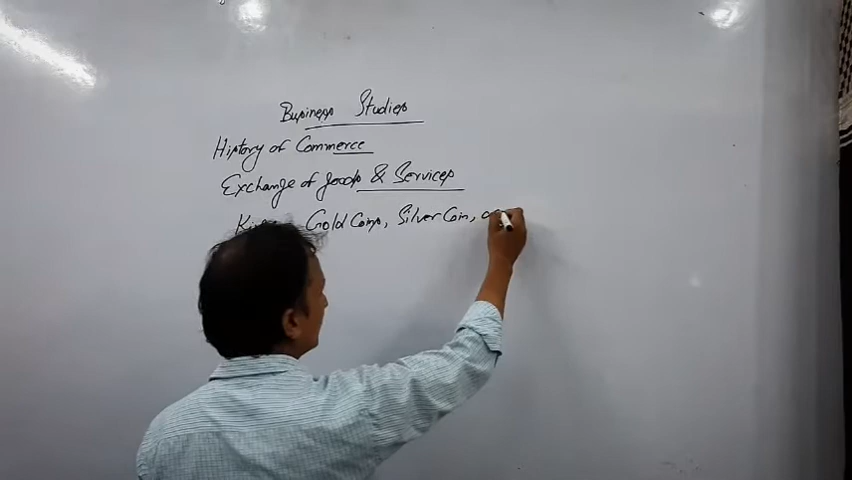 Business Studies
History of Commerce
Exchange of goods & Services
Gold Coins, Silver Coin,